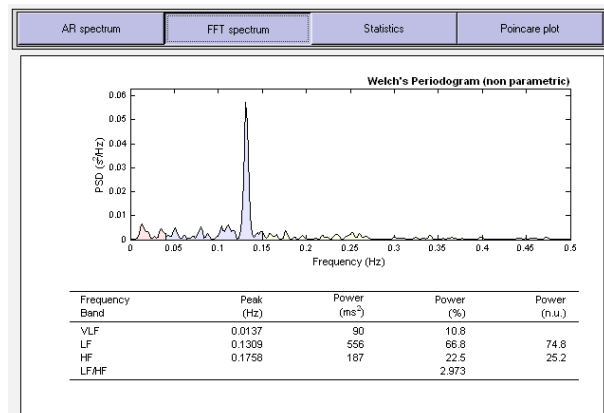 AR spectrum FFT spectrum Statistics Poincare plot
Welch's Periodogram (non parametric)
PSD (s²/Hz)
0.06
0.05
0.04
0.03
0.02
0.01
0
0 0.05 0.1 0.15 0.2 0.25 0.3 0.35 0.4 0.45 0.5
Frequency (Hz)
Frequency Peak Power Power Power
Band (Hz) (ms²) (%) (n.u.)
VLF 0.0137 90 10.8
LF 0.1309 556 66.8 74.8
HF 0.1758 187 22.5 25.2
LF/HF 2.973